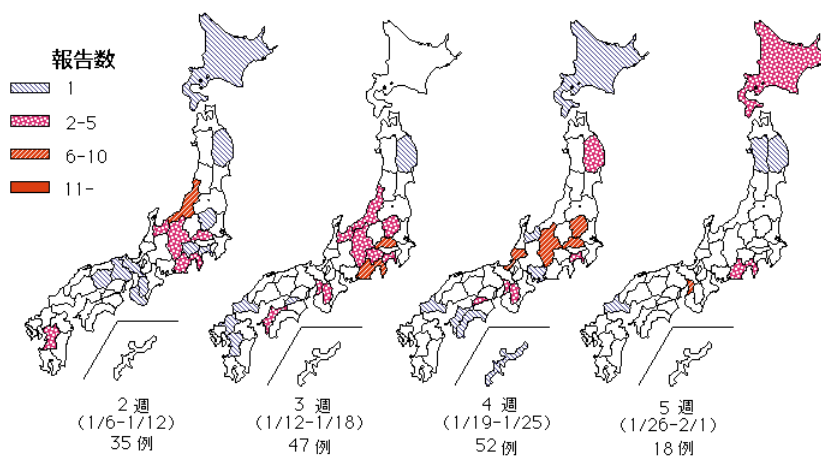 報告数
1
2-5
6-10
11-
2 週
(1/6-1/12)
35 例
3 週
(1/12-1/18)
47 例
4 週
(1/19-1/25)
52 例
5 週
(1/26-2/1)
18 例